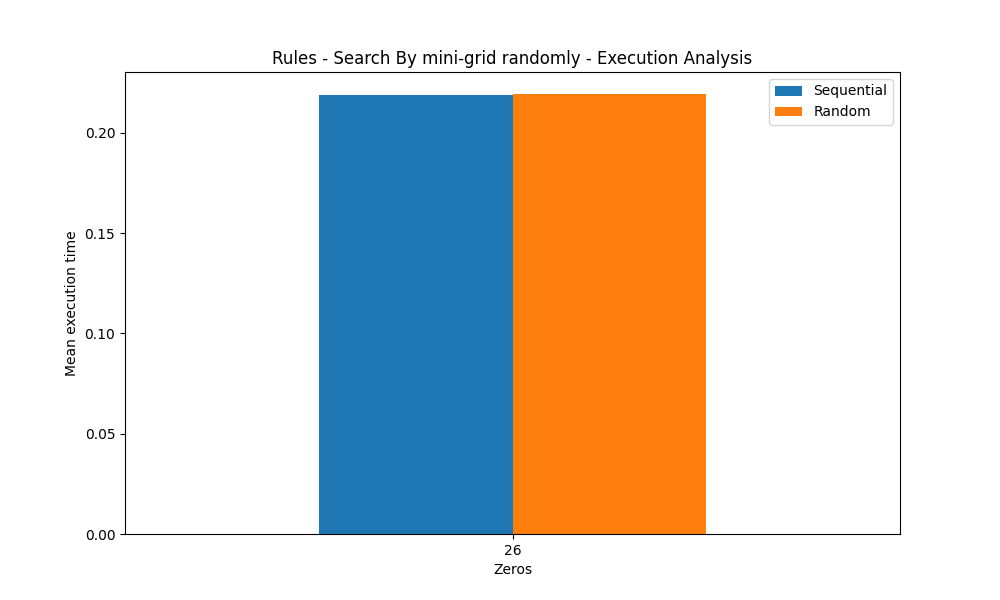 Rules - Search By mini-grid randomly - Execution Analysis
Sequential
Random
Mean execution time
0.20
0.15
0.10
0.05
0.00
26
Zeros